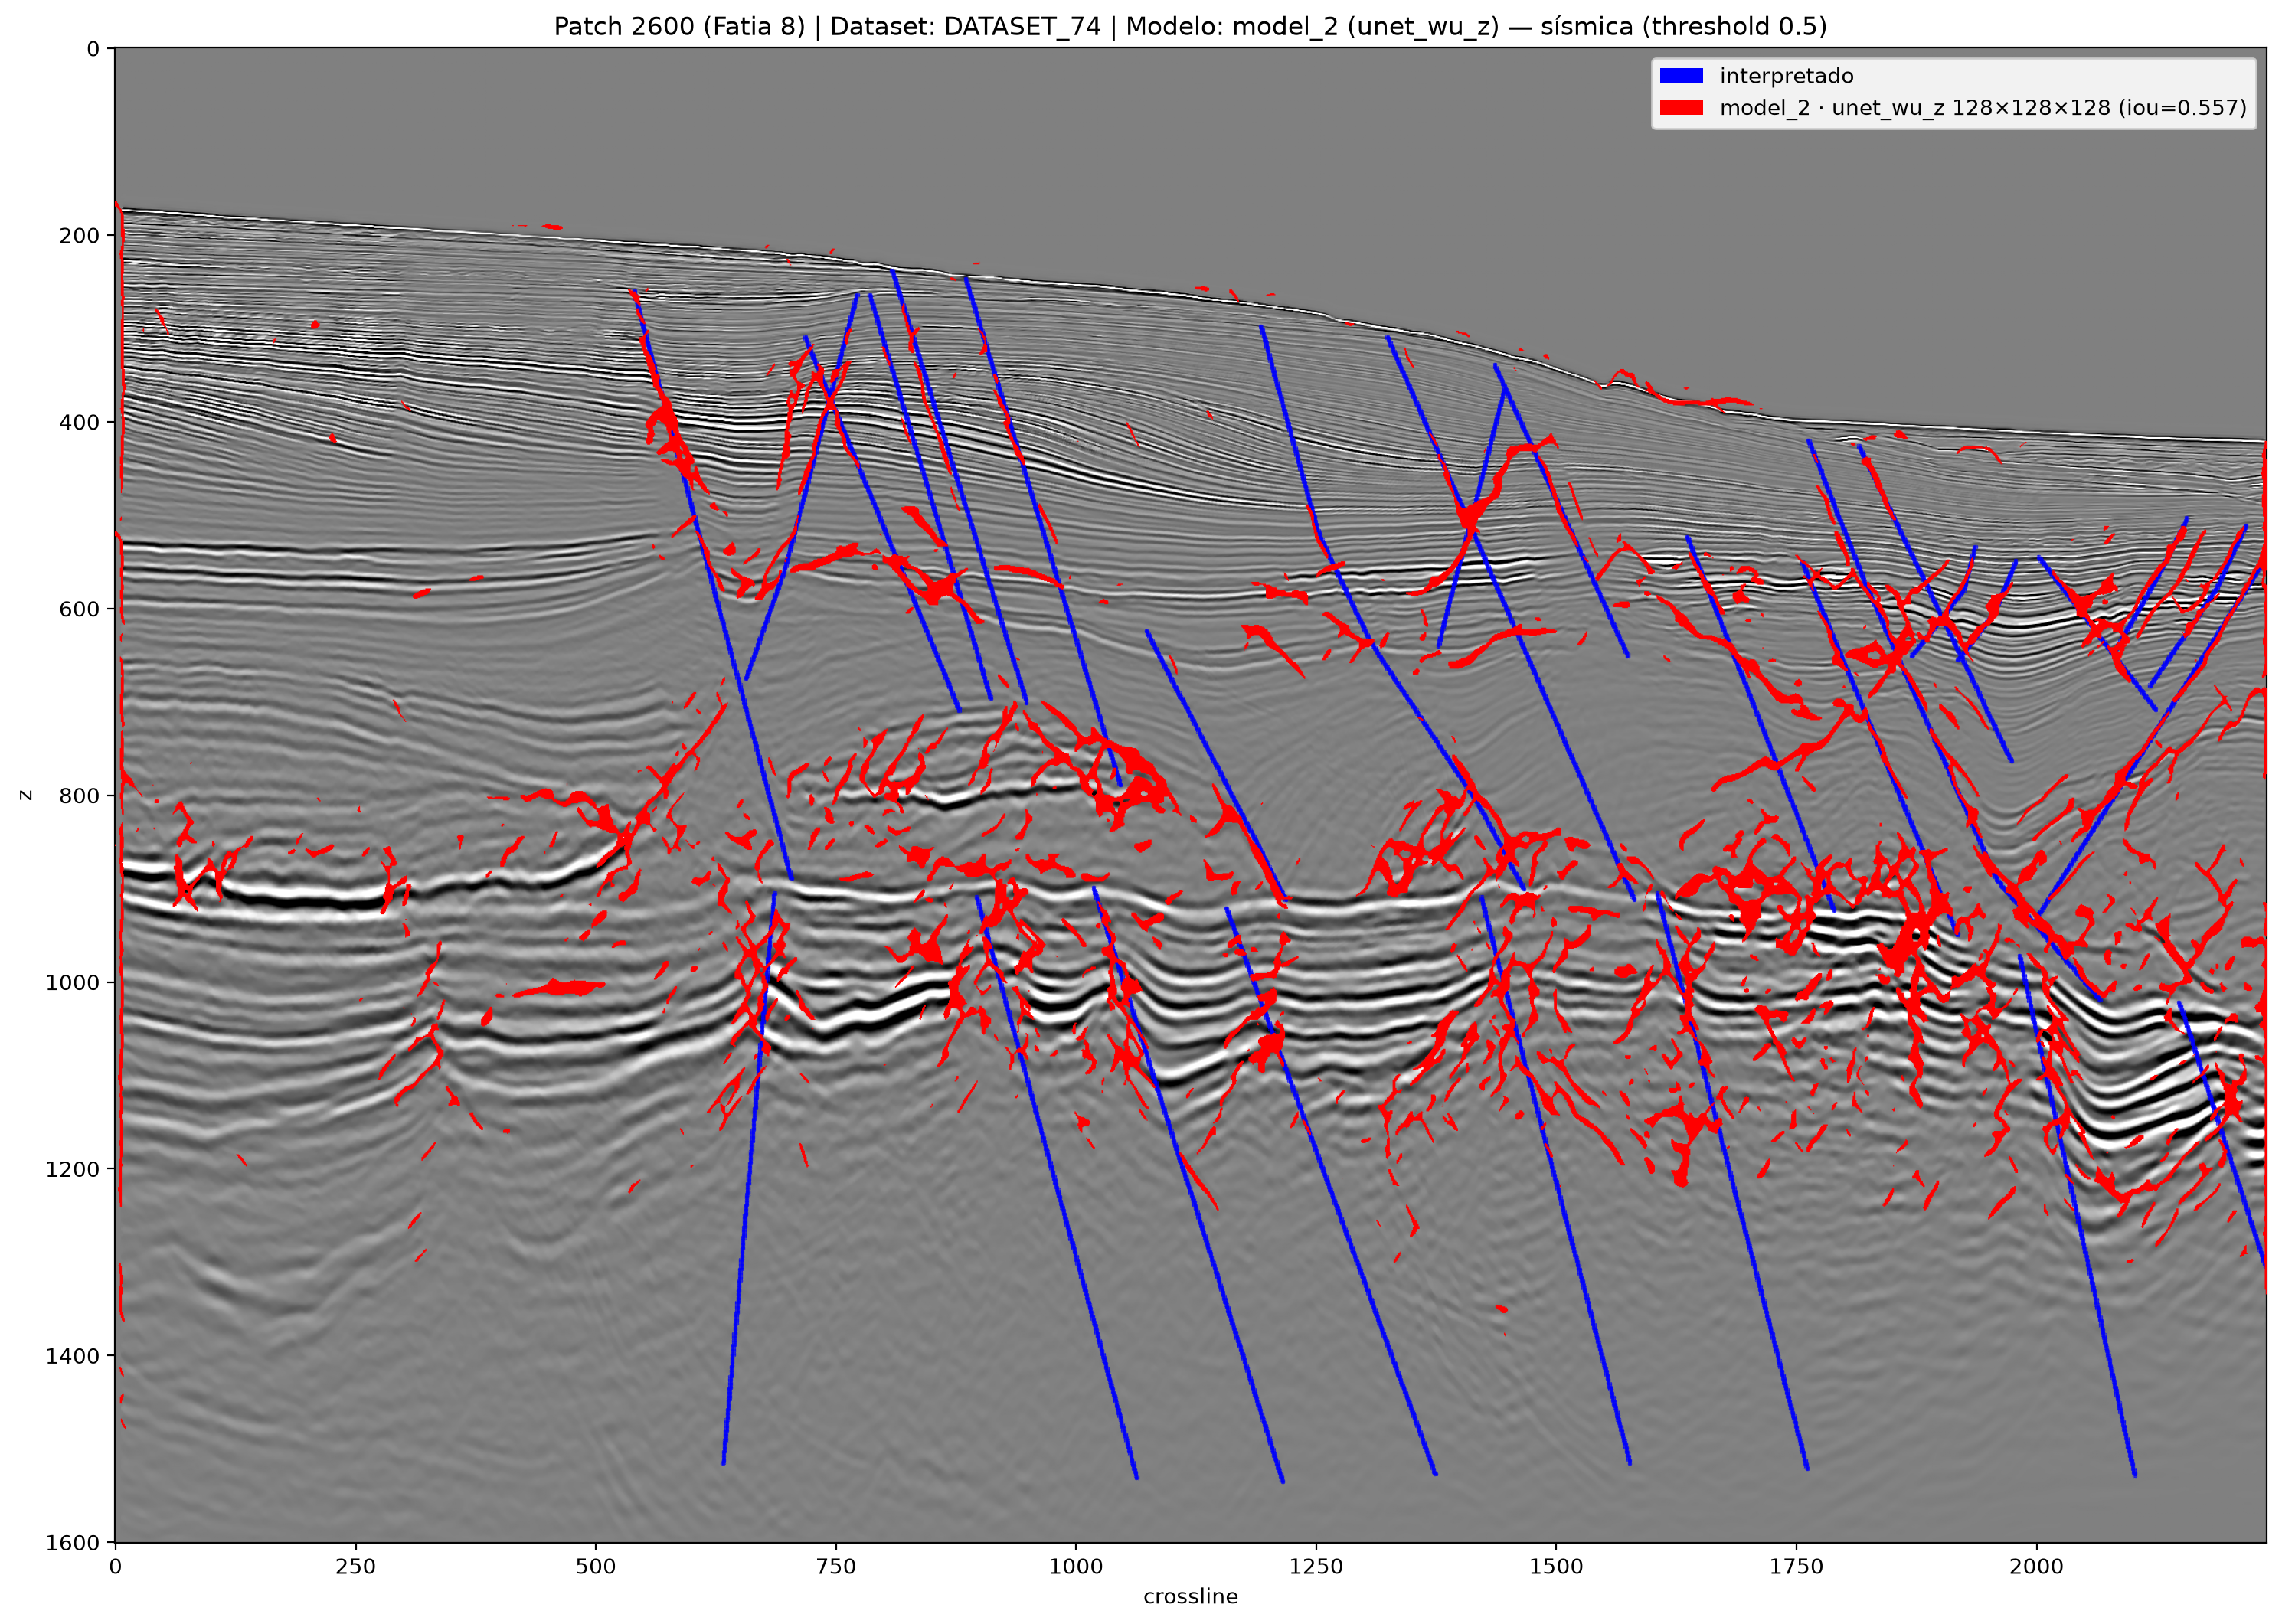 Patch 2600 (Fatia 8) | Dataset: DATASET_74 | Modelo: model_2 (unet_wu_z) — sísmica (threshold 0.5)
interpretado
model_2 · unet_wu_z 128×128×128 (iou=0.557)
0
200
400
600
800
1000
1200
1400
1600
z
0 250 500 750 1000 1250 1500 1750 2000
crossline